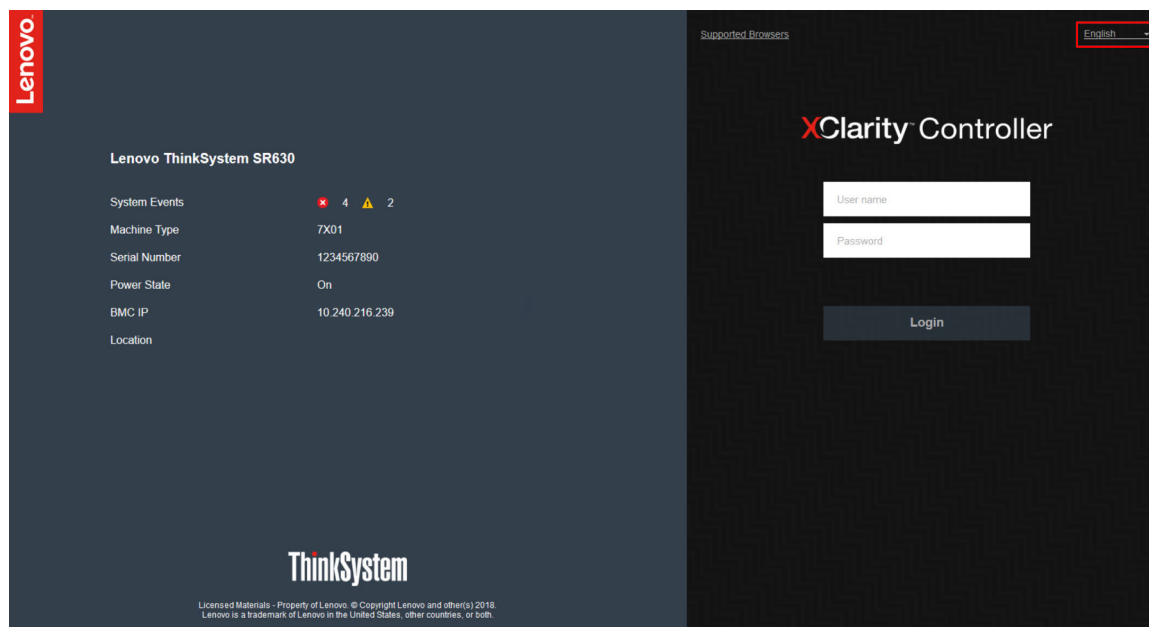 Lenovo.
Lenovo ThinkSystem SR630
System Events 4 2
Machine Type 7X01
Serial Number 1234567890
Power State On
BMC IP 10.240.216.239
Location
ThinkSystem
Licensed Materials - Property of Lenovo. © Copyright Lenovo and other(s) 2018.
Lenovo is a trademark of Lenovo in the United States, other countries, or both.
Supported Browsers
English
XClarity™ Controller
User name
Password
Login